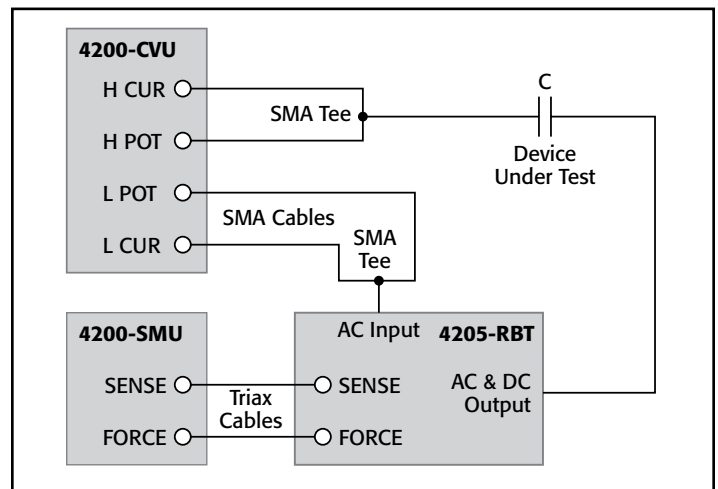 4200-CVU
H CUR
H POT
L POT
L CUR
SMA Tee
C
Device
Under Test
SMA Cables
SMA
Tee
4200-SMU
SENSE
FORCE
Triax
Cables
AC Input
4205-RBT
SENSE
FORCE
AC & DC
Output